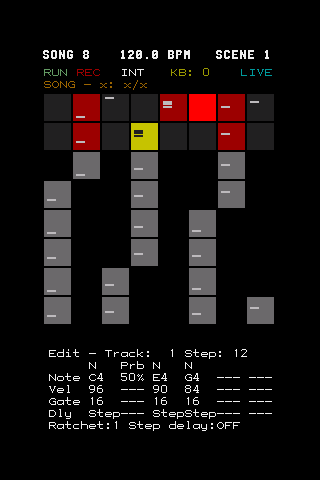 SONG 8 120.0 BPM SCENE 1
RUN REC INT KB: O LIVE
SONG – x: x/x
Edit – Track: 1 Step: 12
N Prb N N
Note C4 50% E4 G4 --- ---
Vel 96 --- 90 84 --- ---
Gate 16 --- 16 16 --- ---
Dly Step--- StepStep--- ---
Ratchet:1 Step delay:OFF